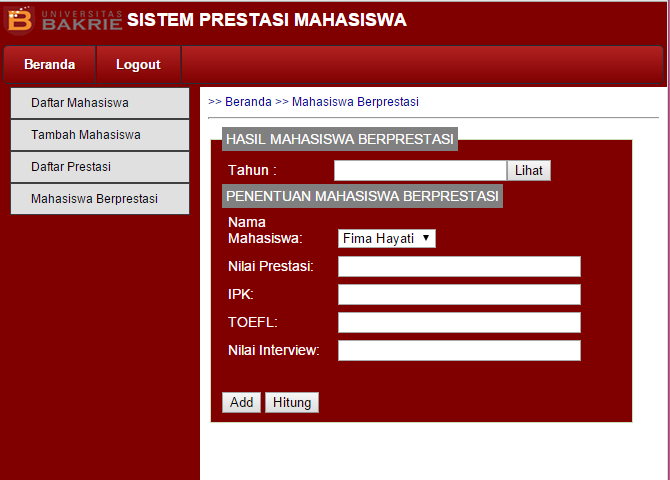 UNIVERSITAS
BAKRIE
SISTEM PRESTASI MAHASISWA
Beranda
Logout
Daftar Mahasiswa
Tambah Mahasiswa
Daftar Prestasi
Mahasiswa Berprestasi
>> Beranda >> Mahasiswa Berprestasi
HASIL MAHASISWA BERPRESTASI
Tahun :
Lihat
PENENTUAN MAHASISWA BERPRESTASI
Nama
Mahasiswa:
Fima Hayati
Nilai Prestasi:
IPK:
TOEFL:
Nilai Interview:
Add
Hitung